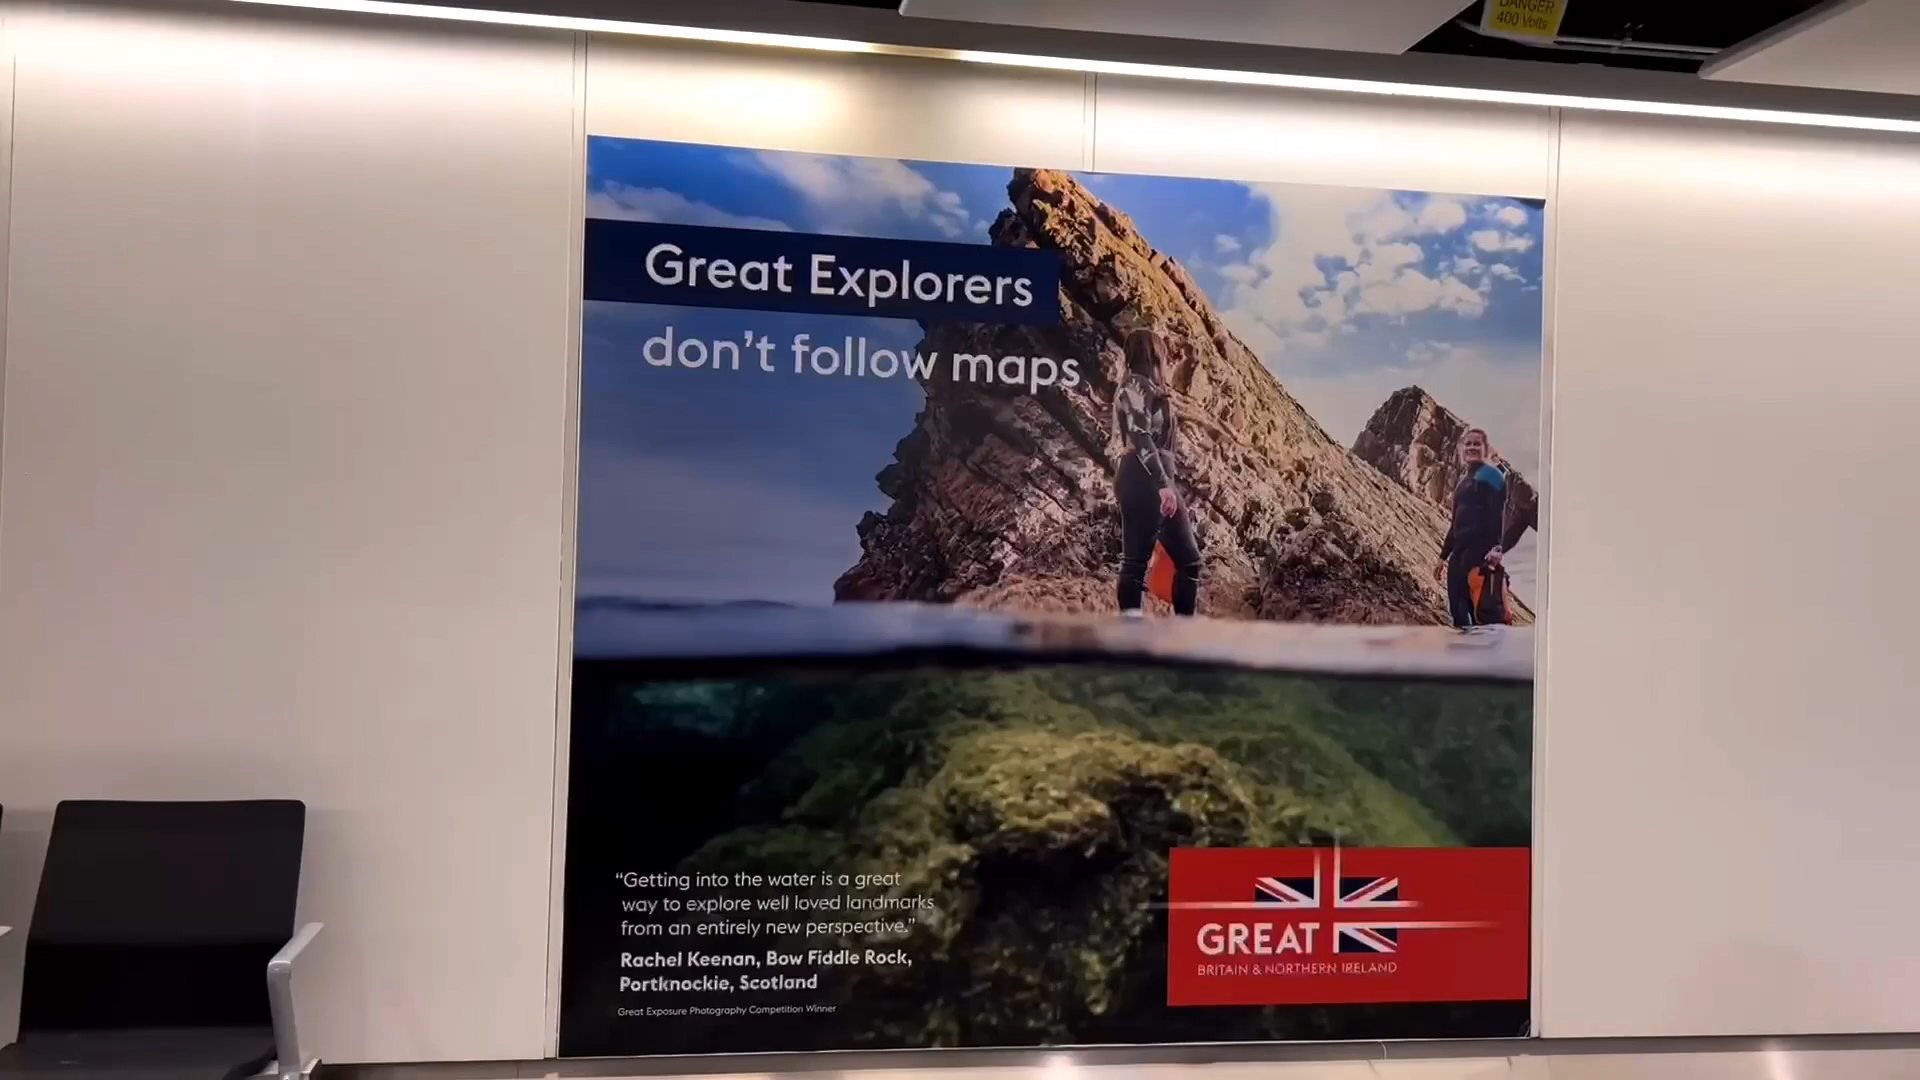 DANGER
400 Volts
Great Explorers
don't follow maps
“Getting into the water is a great
way to explore well loved landmarks
from an entirely new perspective.”
Rachel Keenan, Bow Fiddle Rock,
Portknockie, Scotland
Great Exposure Photography Competition Winner
GREAT
BRITAIN & NORTHERN IRELAND